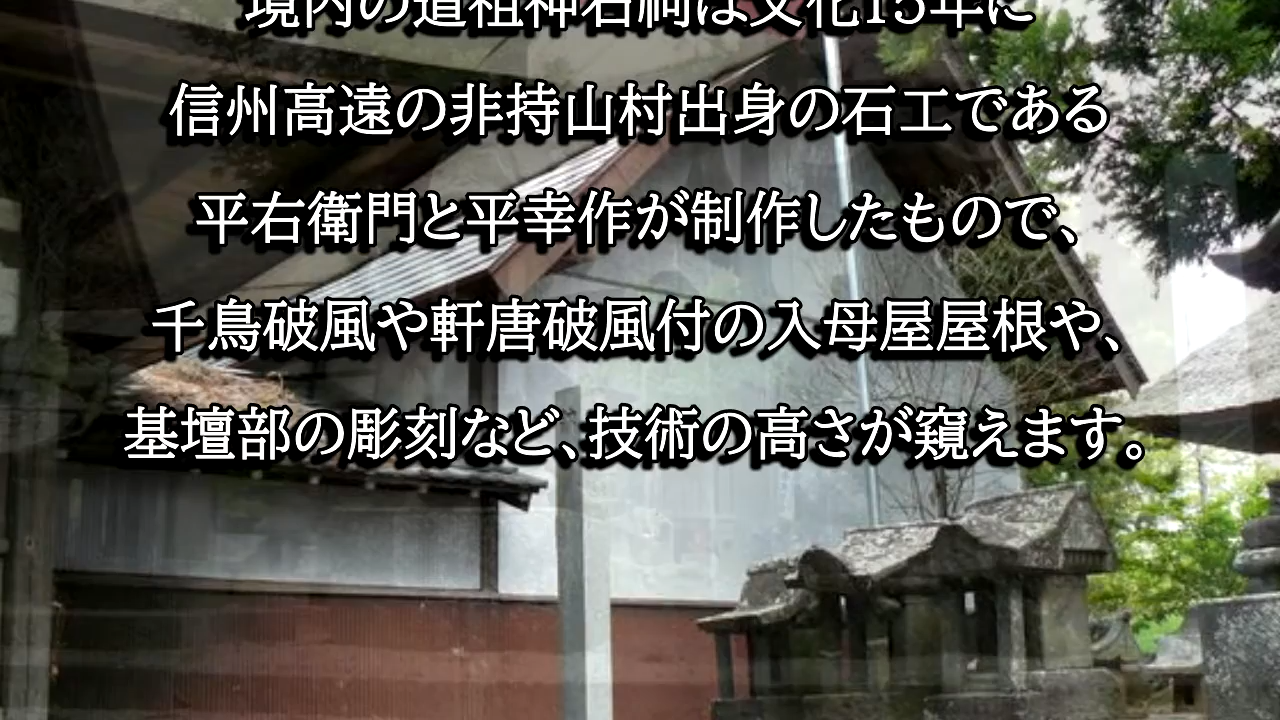 境内の道祖神石祠は文化15年に
信州高遠の非持山村出身の石工である
平右衛門と平幸作が制作したもので、
千鳥破風や軒唐破風付の入母屋屋根や、
基壇部の彫刻など、技術の高さが窺えます。